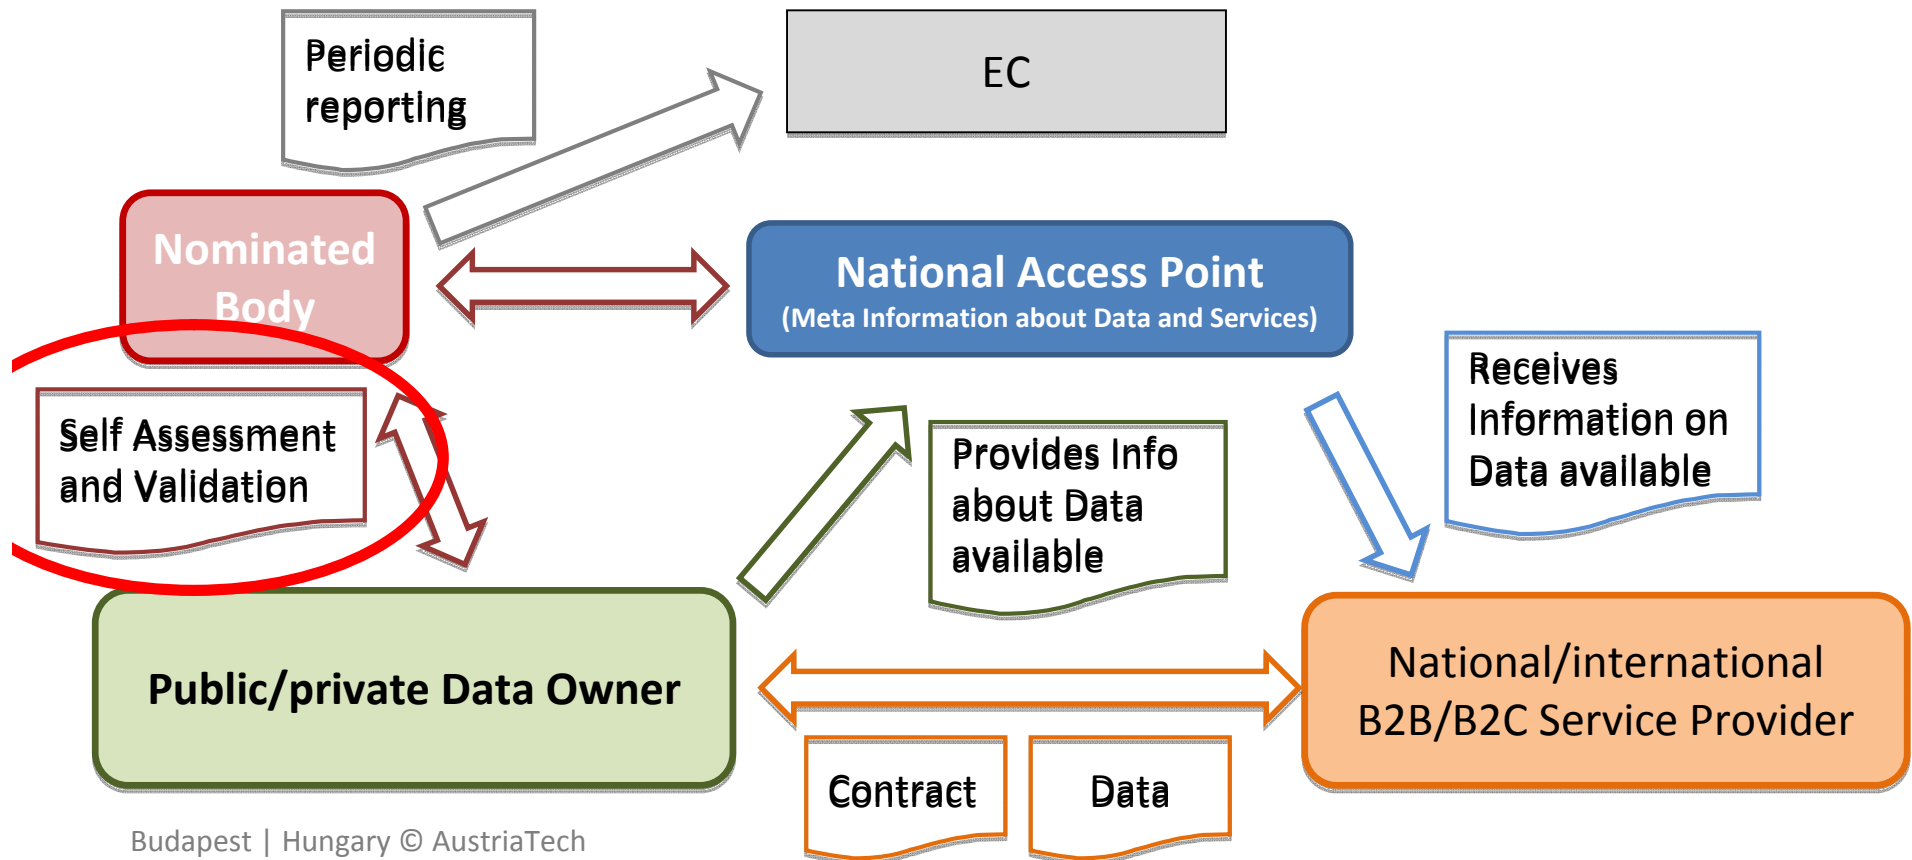 Periodic
reporting
EC
Nominated
Body
National Access Point
(Meta Information about Data and Services)
Self Assessment
and Validation
Provides Info
about Data
available
Receives
Information on
Data available
Public/private Data Owner
National/international
B2B/B2C Service Provider
Contract
Data
Budapest | Hungary © AustriaTech